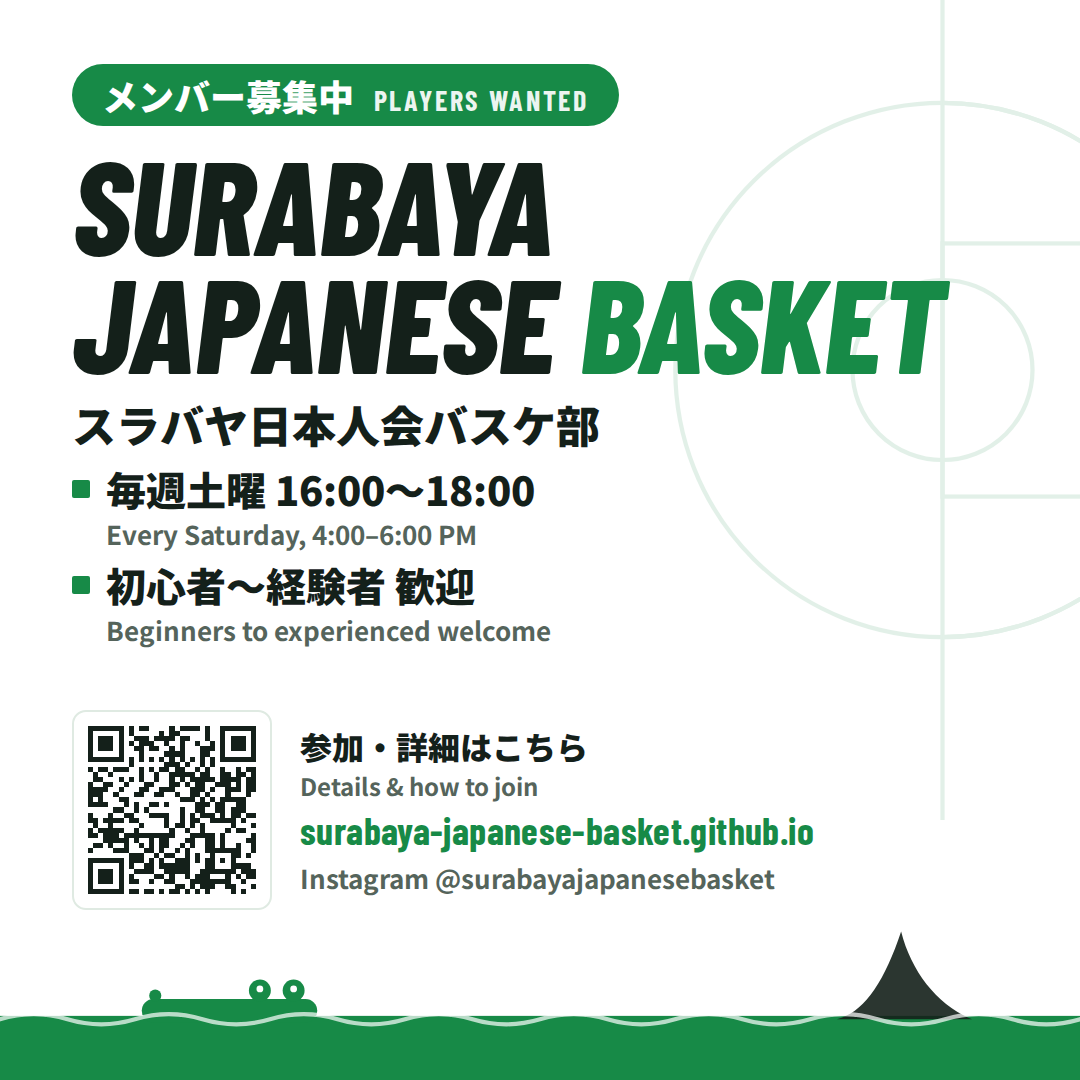 メンバー募集中 PLAYERS WANTED
SURABAYA
JAPANESE BASKET
スラバヤ日本人会バスケ部
毎週土曜 16:00〜18:00
Every Saturday, 4:00–6:00 PM
初心者〜経験者 歓迎
Beginners to experienced welcome
参加・詳細はこちら
Details & how to join
surabaya-japanese-basket.github.io
Instagram @surabayajapanesebasket